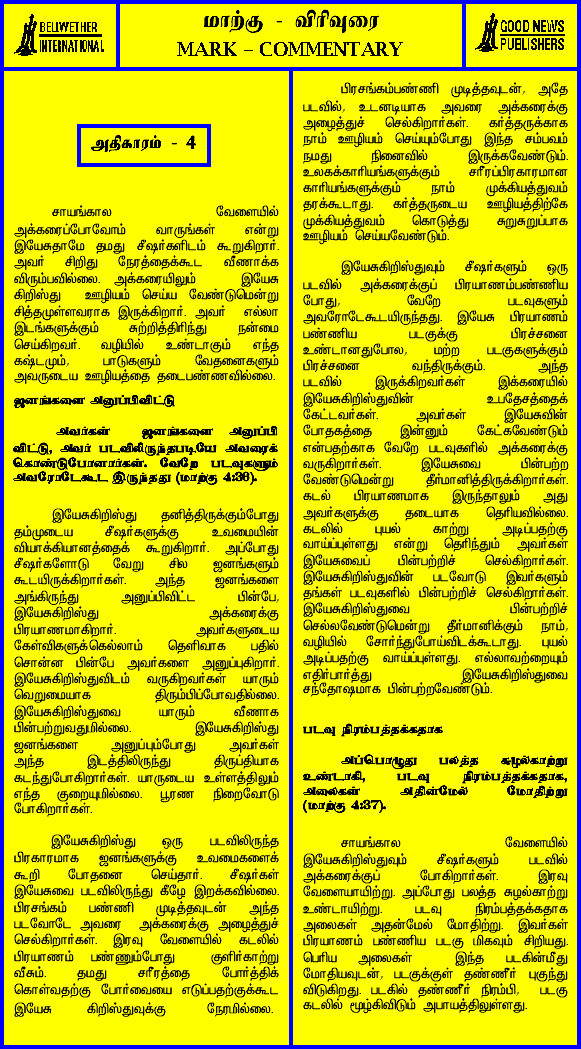 BELLWETHER
INTERNATIONAL
மாற்கு - விரிவுரை
MARK – COMMENTARY
GOOD NEWS
PUBLISHERS
அதிகாரம் - 4
சாயங்கால வேளையில்
அக்கரைப்போவோம் வாருங்கள் என்று
இயேசுதாமே தமது சீஷர்களிடம் கூறுகிறார்.
அவர் சிறிது நேரத்தைக்கூட வீணாக்க
விரும்பவில்லை. அக்கரையிலும் இயேசு
கிறிஸ்து ஊழியம் செய்ய வேண்டுமென்று
சித்தமுள்ளவராக இருக்கிறார். அவர் எல்லா
இடங்களுக்கும் சுற்றித்திரிந்து நன்மை
செய்கிறவர். வழியில் உண்டாகும் எந்த
கஷ்டமும், பாடுகளும் வேதனைகளும்
அவருடைய ஊழியத்தை தடைபண்ணவில்லை.
ஜனங்களை அனுப்பிவிட்டு
அவர்கள் ஜனங்களை அனுப்பி
விட்டு, அவர் படவிலிருந்தபடியே அவரைக்
கொண்டுபோனார்கள். வேறே படவுகளும்
அவரோடேகூட இருந்தது (மாற்கு 4:36).
இயேசுகிறிஸ்து தனித்திருக்கும்போது
தம்முடைய சீஷர்களுக்கு உவமையின்
வியாக்கியானத்தைக் கூறுகிறார். அப்போது
சீஷர்களோடு வேறு சில ஜனங்களும்
கூடயிருக்கிறார்கள். அந்த ஜனங்களை
அங்கிருந்து அனுப்பிவிட்ட பின்பே,
இயேசுகிறிஸ்து அக்கரைக்கு
பிரயாணமாகிறார். அவர்களுடைய
கேள்விகளுக்கெல்லாம் தெளிவாக பதில்
சொன்ன பின்பே அவர்களை அனுப்புகிறார்.
இயேசுகிறிஸ்துவிடம் வருகிறவர்கள் யாரும்
வெறுமையாக திரும்பிப்போவதில்லை.
இயேசுகிறிஸ்துவை யாரும் வீணாக
பின்பற்றுவதுமில்லை. இயேசுகிறிஸ்து
ஜனங்களை அனுப்பும்போது அவர்கள்
அந்த இடத்திலிருந்து திருப்தியாக
கடந்துபோகிறார்கள். யாருடைய உள்ளத்திலும்
எந்த குறையுமில்லை. பூரண நிறைவோடு
போகிறார்கள்.
இயேசுகிறிஸ்து ஒரு படவிலிருந்த
பிரகாரமாக ஜனங்களுக்கு உவமைகளைக்
கூறி போதனை செய்தார். சீஷர்கள்
இயேசுவை படவிலிருந்து கீழே இறக்கவில்லை.
பிரசங்கம் பண்ணி முடித்தவுடன் அந்த
படவோடே அவரை அக்கரைக்கு அழைத்துச்
செல்கிறார்கள். இரவு வேளையில் கடலில்
பிரயாணம் பண்ணும்போது குளிர்காற்று
வீசும். தமது சரீரத்தை போர்த்திக்
கொள்வதற்கு போர்வையை எடுப்பதற்குக்கூட
இயேசு கிறிஸ்துவுக்கு நேரமில்லை.
பிரசங்கம்பண்ணி முடித்தவுடன், அதே
படவில், உடனடியாக அவரை அக்கரைக்கு
அழைத்துச் செல்கிறார்கள். கர்த்தருக்காக
நாம் ஊழியம் செய்யும்போது இந்த சம்பவம்
நமது நினைவில் இருக்கவேண்டும்.
உலகக்காரியங்களுக்கும் சரீரப்பிரகாரமான
காரியங்களுக்கும் நாம் முக்கியத்துவம்
தரக்கூடாது. கர்த்தருடைய ஊழியத்திற்கே
முக்கியத்துவம் கொடுத்து சுறுசுறுப்பாக
ஊழியம் செய்யவேண்டும்.
இயேசுகிறிஸ்துவும் சீஷர்களும் ஒரு
படவில் அக்கரைக்குப் பிரயாணம்பண்ணிய
போது, வேறே படவுகளும்
அவரோடேகூடயிருந்தது. இயேசு பிரயாணம்
பண்ணிய படகுக்கு பிரச்சனை
உண்டானதுபோல, மற்ற படகுகளுக்கும்
பிரச்சனை வந்திருக்கும். அந்த
படவில் இருக்கிறவர்கள் இக்கரையில்
இயேசுகிறிஸ்துவின் உபதேசத்தைக்
கேட்டவர்கள். அவர்கள் இயேசுவின்
போதகத்தை இன்னும் கேட்கவேண்டும்
என்பதற்காக வேறே படவுகளில் அக்கரைக்கு
வருகிறார்கள். இயேசுவை பின்பற்ற
வேண்டுமென்று தீர்மானித்திருக்கிறார்கள்.
கடல் பிரயாணமாக இருந்தாலும் அது
அவர்களுக்கு தடையாக தெரியவில்லை.
கடலில் புயல் காற்று அடிப்பதற்கு
வாய்ப்புள்ளது என்று தெரிந்தும் அவர்கள்
இயேசுவைப் பின்பற்றிச் செல்கிறார்கள்.
இயேசுகிறிஸ்துவின் படவோடு இவர்களும்
தங்கள் படவுகளில் பின்பற்றிச் செல்கிறார்கள்.
இயேசுகிறிஸ்துவை பின்பற்றிச்
செல்லவேண்டுமென்று தீர்மானிக்கும் நாம்,
வழியில் சோர்ந்துபோய்விடக்கூடாது. புயல்
அடிப்பதற்கு வாய்ப்புள்ளது. எல்லாவற்றையும்
எதிர்பார்த்து இயேசுகிறிஸ்துவை
சந்தோஷமாக பின்பற்றவேண்டும்.
படவு நிரம்பத்தக்கதாக
அப்பொழுது பலத்த சுழல்காற்று
உண்டாகி, படவு நிரம்பத்தக்கதாக,
அலைகள் அதின்மேல் மோதிற்று
(மாற்கு 4:37).
சாயங்கால வேளையில்
இயேசுகிறிஸ்துவும் சீஷர்களும் படவில்
அக்கரைக்குப் போகிறார்கள். இரவு
வேளையாயிற்று. அப்போது பலத்த சுழல்காற்று
உண்டாயிற்று. படவு நிரம்பத்தக்கதாக
அலைகள் அதன்மேல் மோதிற்று. இவர்கள்
பிரயாணம் பண்ணிய படகு மிகவும் சிறியது.
பெரிய அலைகள் இந்த படகின்மீது
மோதியவுடன், படகுக்குள் தண்ணீர் புகுந்து
விடுகிறது. படகில் தண்ணீர் நிரம்பி, படகு
கடலில் மூழ்கிவிடும் அபாயத்திலுள்ளது.